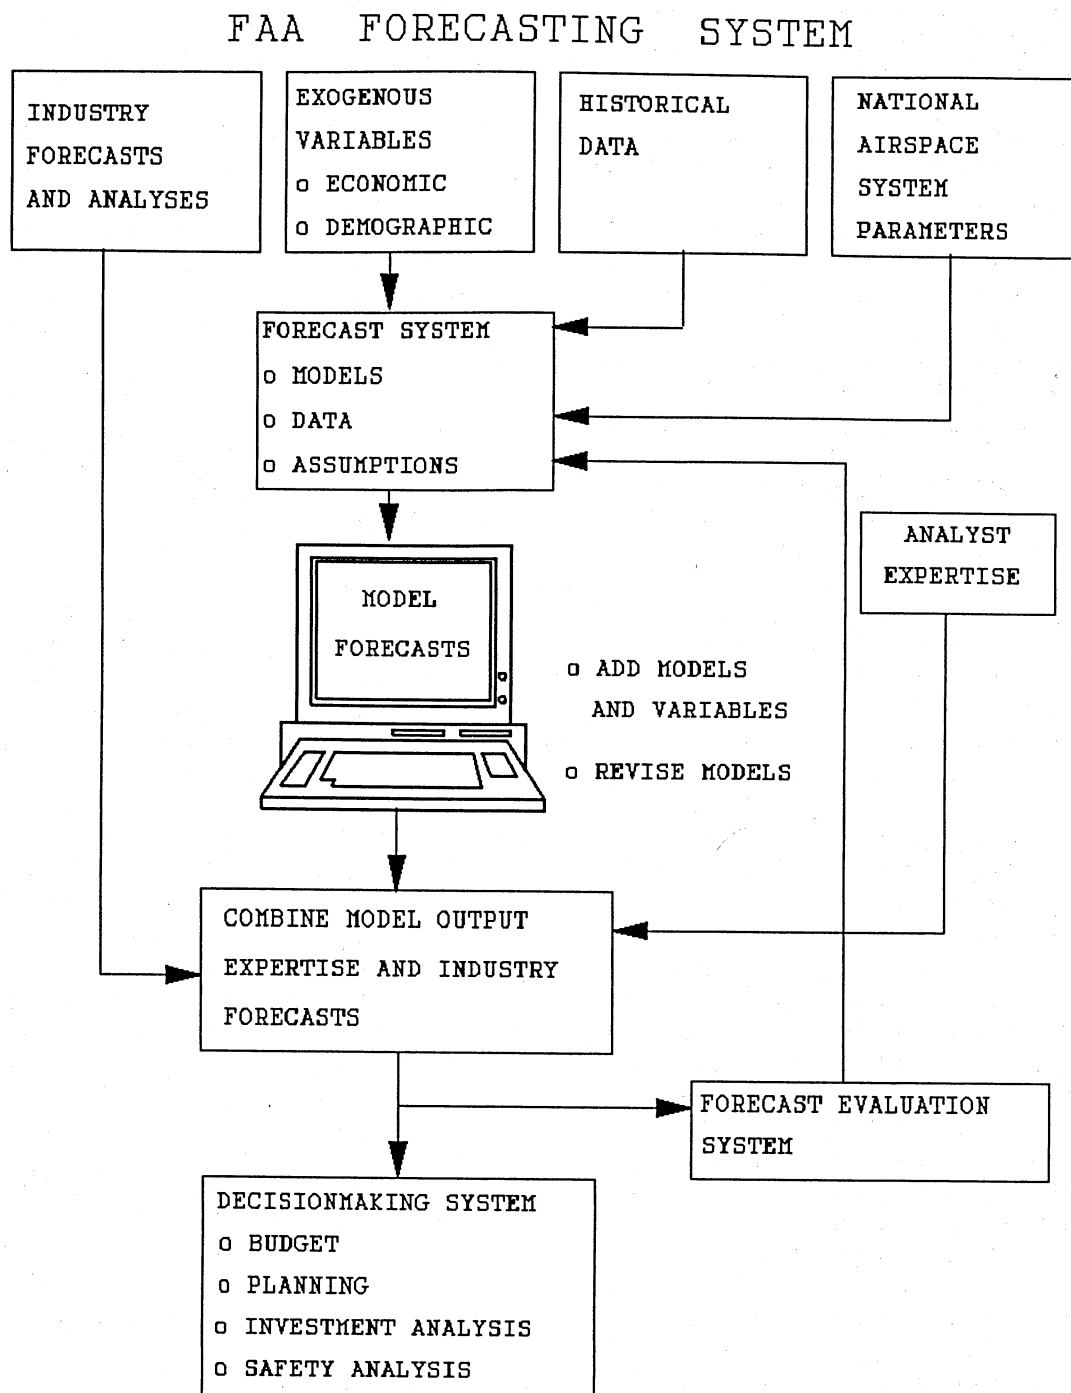 FAA FORECASTING SYSTEM
INDUSTRY
FORECASTS
AND ANALYSES
EXOGENOUS
VARIABLES
o ECONOMIC
o DEMOGRAPHIC
HISTORICAL
DATA
NATIONAL
AIRSPACE
SYSTEM
PARAMETERS
FORECAST SYSTEM
o MODELS
o DATA
o ASSUMPTIONS
ANALYST
EXPERTISE
MODEL
FORECASTS
o ADD MODELS
AND VARIABLES
o REVISE MODELS
COMBINE MODEL OUTPUT
EXPERTISE AND INDUSTRY
FORECASTS
FORECAST EVALUATION
SYSTEM
DECISIONMAKING SYSTEM
o BUDGET
o PLANNING
o INVESTMENT ANALYSIS
o SAFETY ANALYSIS